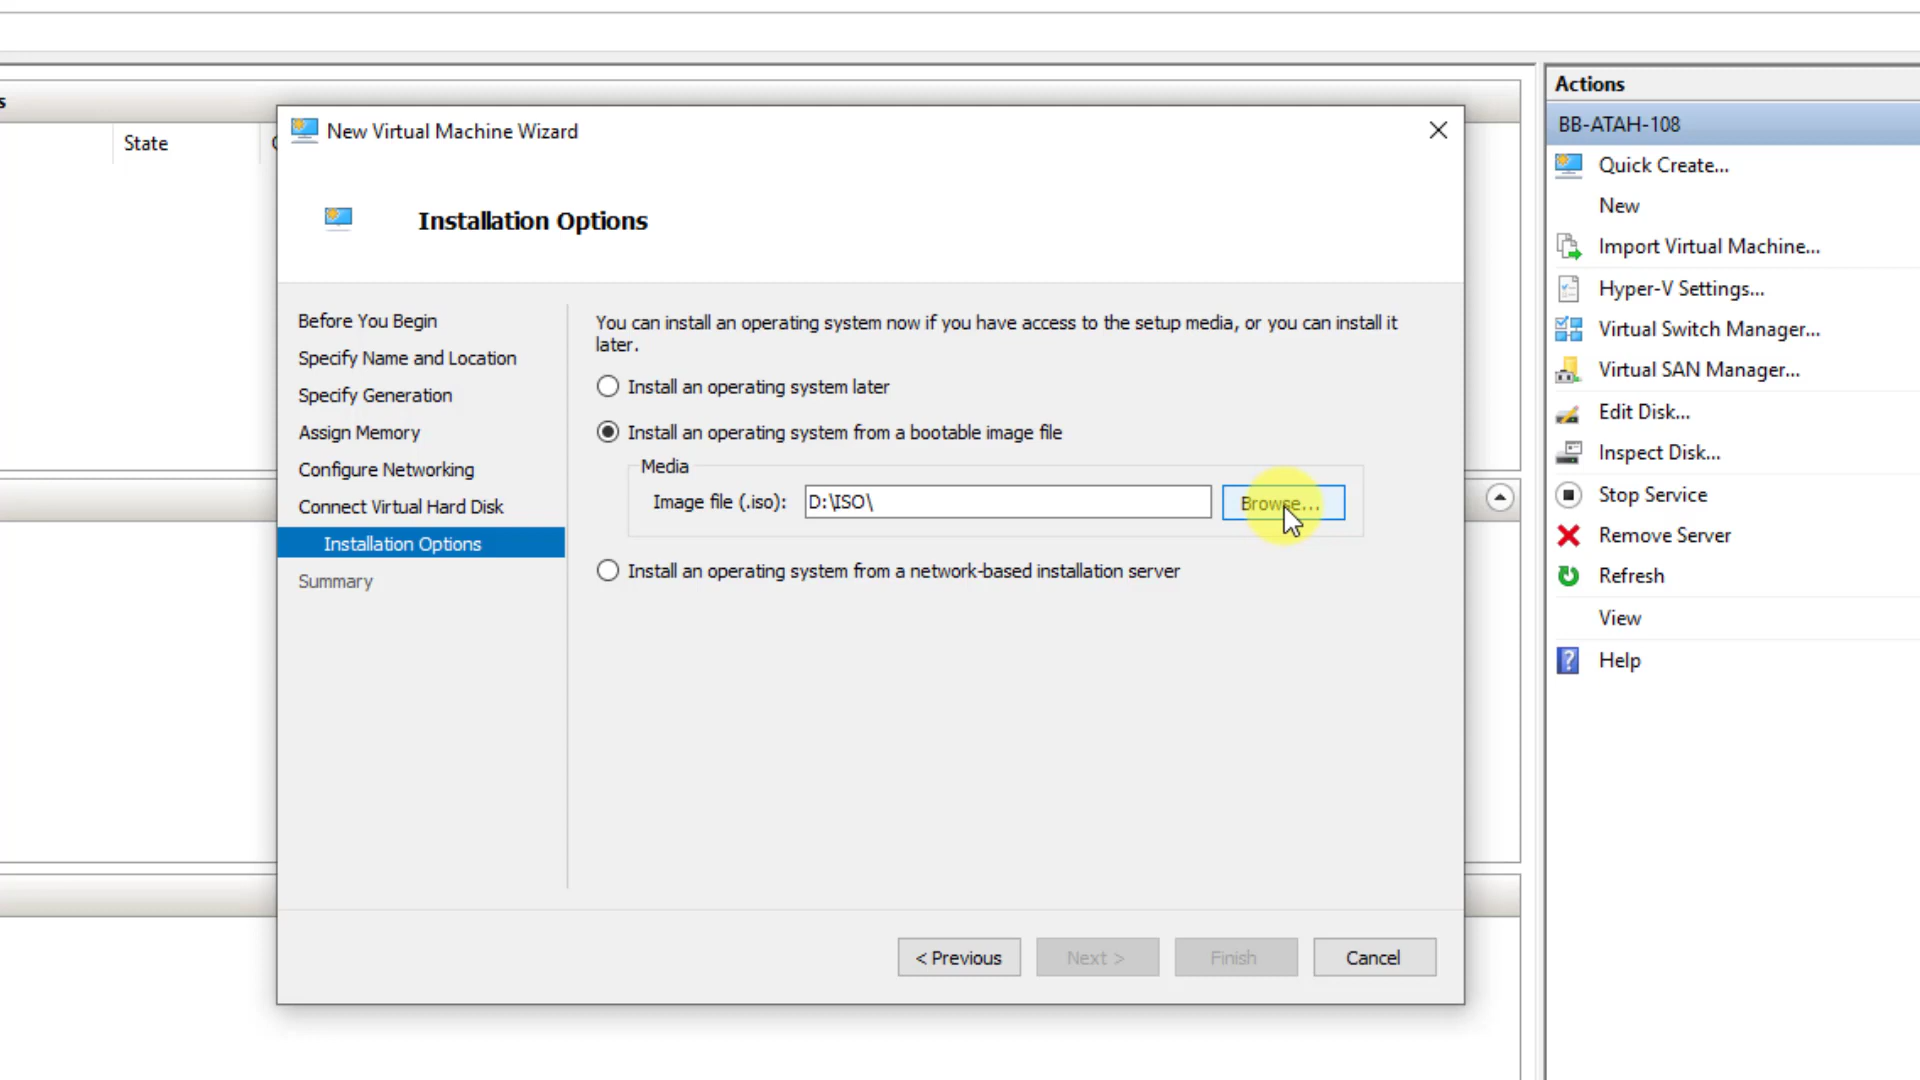 s
State
New Virtual Machine Wizard
Installation Options
Before You Begin
Specify Name and Location
Specify Generation
Assign Memory
Configure Networking
Connect Virtual Hard Disk
Installation Options
Summary
You can install an operating system now if you have access to the setup media, or you can install it
later.
Install an operating system later
Install an operating system from a bootable image file
Media
Image file (.iso): D:\ISO\ Browse...
Install an operating system from a network-based installation server
< Previous Next > Finish Cancel
Actions
BB-ATAH-108
Quick Create...
New
Import Virtual Machine...
Hyper-V Settings...
Virtual Switch Manager...
Virtual SAN Manager...
Edit Disk...
Inspect Disk...
Stop Service
Remove Server
Refresh
View
Help